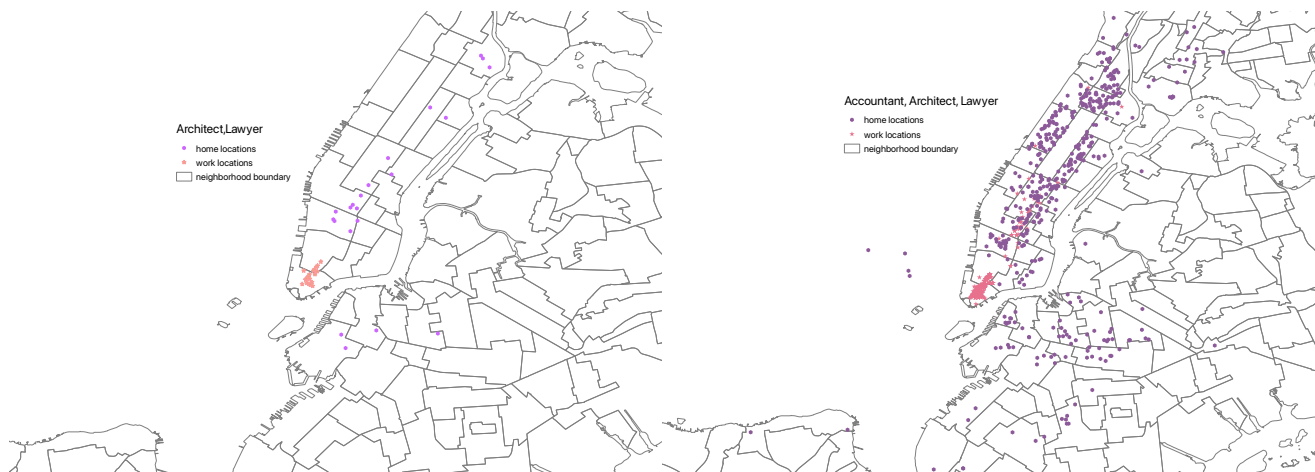 Architect,Lawyer
home locations
work locations
neighborhood boundary
Accountant, Architect, Lawyer
home locations
work locations
neighborhood boundary